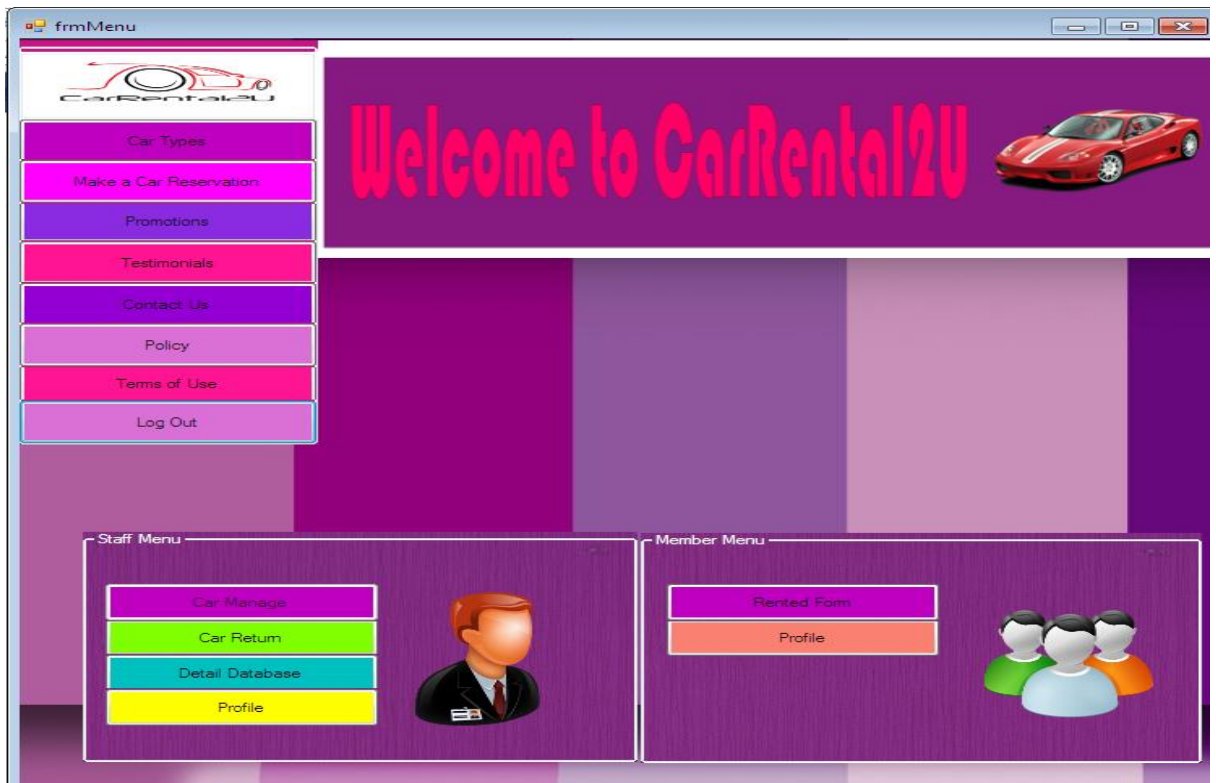 frmMenu
CarRental2U
Welcome to CarRental2U
Car Types
Make a Car Reservation
Promotions
Testimonials
Contact Us
Policy
Terms of Use
Log Out
Staff Menu
Car Manage
Car Return
Detail Database
Profile
Member Menu
Rented Form
Profile